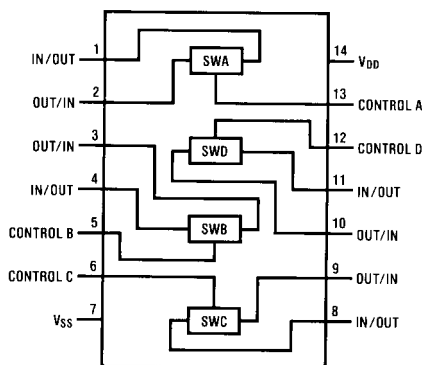 1
IN/OUT
2
OUT/IN
3
OUT/IN
4
IN/OUT
5
CONTROL B
6
CONTROL C
7
VSS
SWA
SWD
SWB
SWC
14
VDD
13
CONTROL A
12
CONTROL D
11
IN/OUT
10
OUT/IN
9
OUT/IN
8
IN/OUT